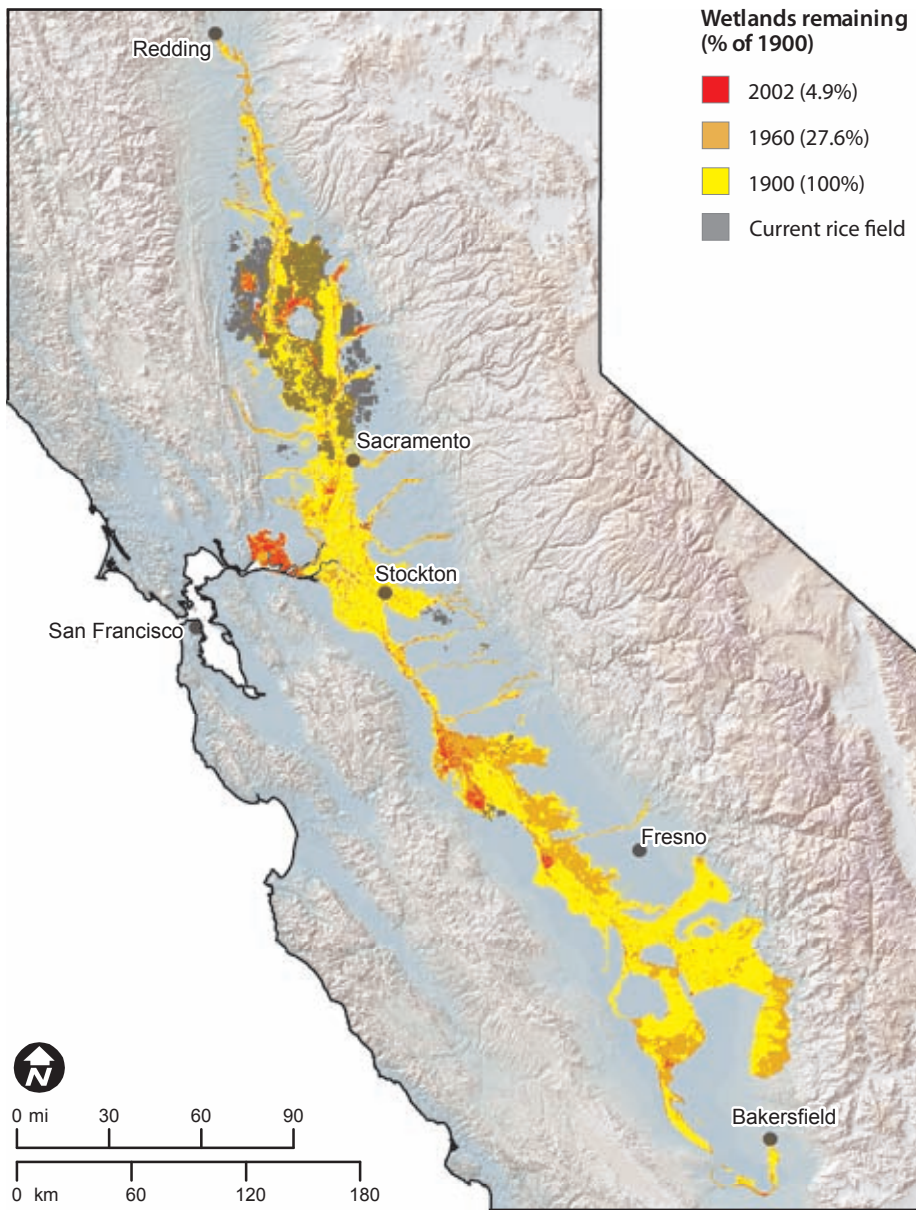 Wetlands remaining
(% of 1900)
2002 (4.9%)
1960 (27.6%)
1900 (100%)
Current rice field
Redding
Sacramento
Stockton
San Francisco
Fresno
Bakersfield
N
0 mi 30 60 90
0 km 60 120 180